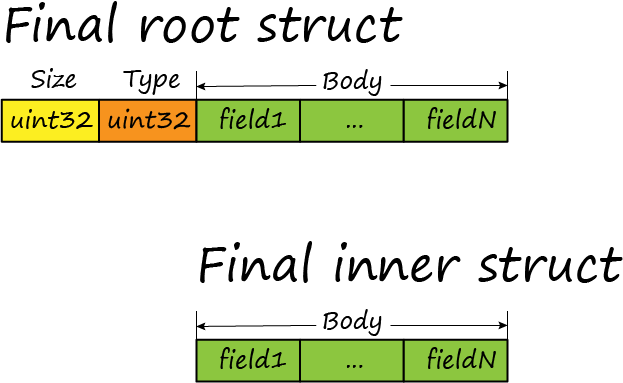 Final root struct
Size Type Body
uint32 uint32 field1 ... fieldN
Final inner struct
Body
field1 ... fieldN